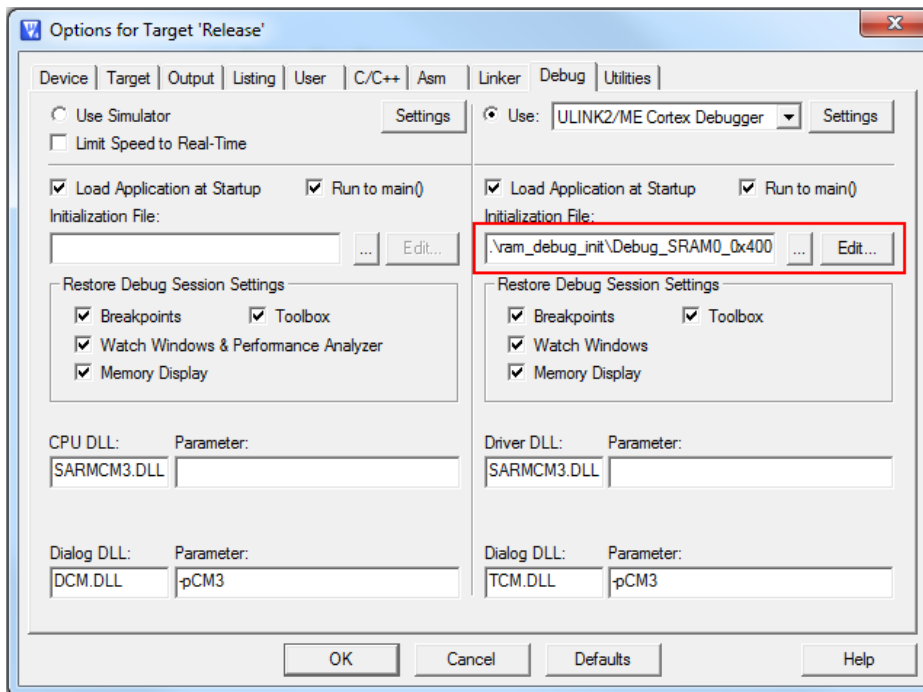 Options for Target 'Release'
Device Target Output Listing User C/C++ Asm Linker Debug Utilities
Use Simulator Settings
Limit Speed to Real-Time
Use: ULINK2/ME Cortex Debugger Settings
Load Application at Startup Run to main()
Initialization File:
... Edit...
Load Application at Startup Run to main()
Initialization File:
.\ram_debug_init\Debug_SRAM0_0x400 ... Edit...
Restore Debug Session Settings
Breakpoints Toolbox
Watch Windows & Performance Analyzer
Memory Display
Restore Debug Session Settings
Breakpoints Toolbox
Watch Windows
Memory Display
CPU DLL: Parameter:
SARMCM3.DLL
Driver DLL: Parameter:
SARMCM3.DLL
Dialog DLL: Parameter:
DCM.DLL -pCM3
Dialog DLL: Parameter:
TCM.DLL -pCM3
OK Cancel Defaults Help